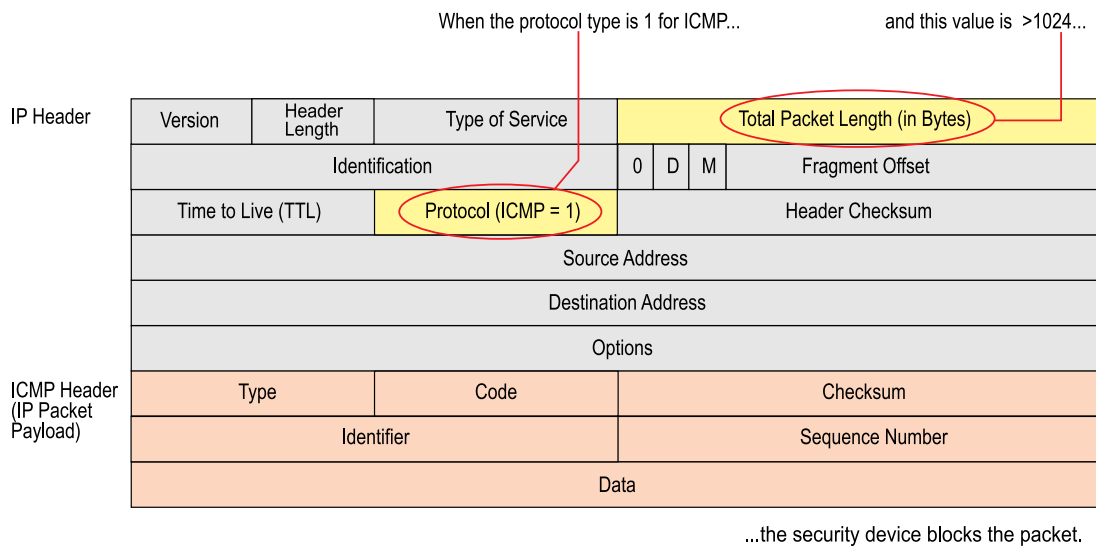 When the protocol type is 1 for ICMP... and this value is >1024...
IP Header
Version Header Length Type of Service Total Packet Length (in Bytes)
Identification 0 D M Fragment Offset
Time to Live (TTL) Protocol (ICMP = 1) Header Checksum
Source Address
Destination Address
Options
ICMP Header
(IP Packet
Payload)
Type Code Checksum
Identifier Sequence Number
Data
...the security device blocks the packet.